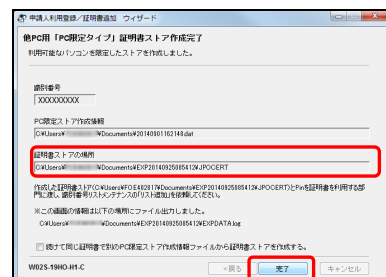 申請人利用登録／証明書追加 ウィザード
他PC用「PC限定タイプ」証明書ストア作成完了
利用可能なパソコンを限定したストアを作成しました。
識別番号
XXXXXXXXX
PC限定ストア作成情報
C:¥Users¥ ¥Documents¥20140901162148.dat
証明書ストアの場所
C:¥Users¥ ¥Documents¥EXP20140925085412¥JPOCERT
作成した証明書ストア(C:¥Users¥FOE482817¥Documents¥EXP20140925085412¥JPOCERT)とPinを証明書を利用する部
門に渡し、識別番号リストメンテナンスの「リスト追加」を依頼してください。
※この画面の情報は以下の場所にファイル出力しました。
C:¥Users¥ ¥Documents¥EXP20140925085412¥EXPDATA.log
続けて同じ証明書で別のPC限定ストア作成情報ファイルから証明書ストアを作成する。
W02S-19HO-H1-C
<戻る
完了
キャンセル